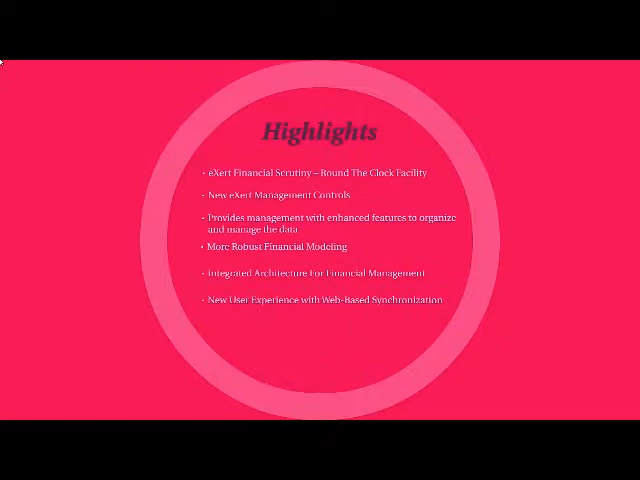 Highlights
· eXert Financial Scrutiny – Round The Clock Facility
· New eXert Management Controls
· Provides management with enhanced features to organize
and manage the data
· More Robust Financial Modeling
· Integrated Architecture For Financial Management
· New User Experience with Web-Based Synchronization